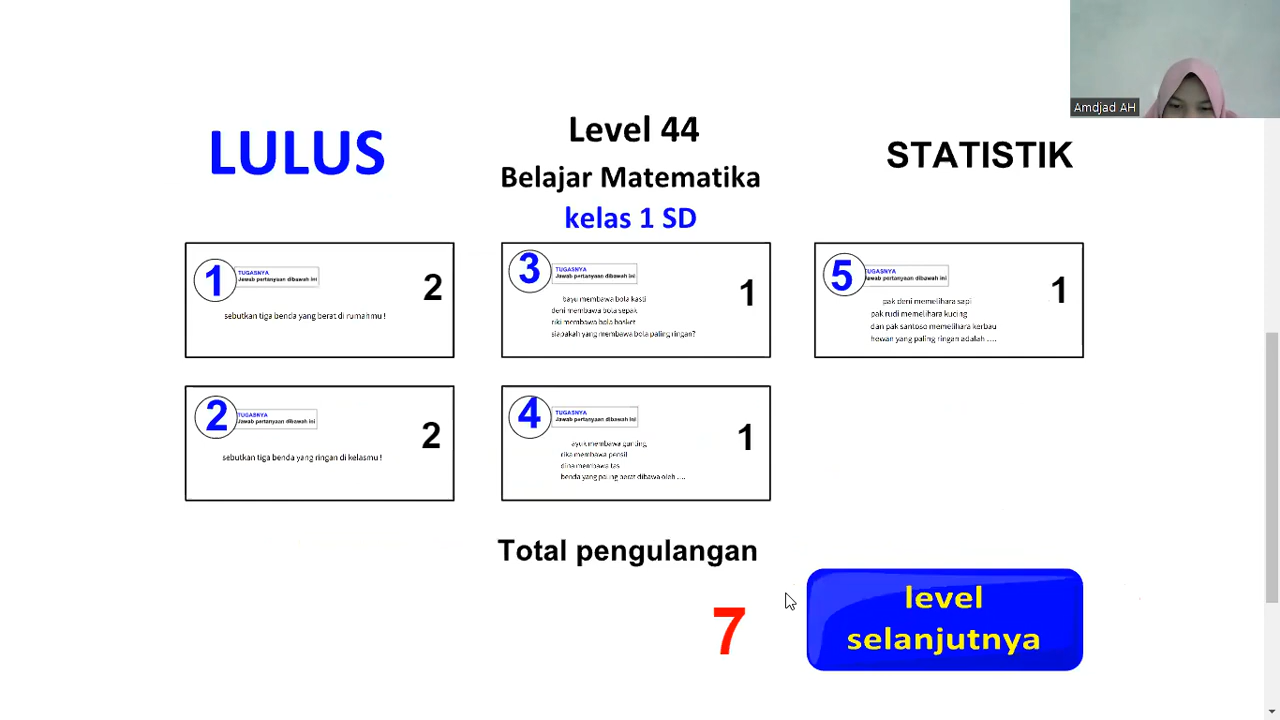 Amdjad AH
LULUS
Level 44
Belajar Matematika
kelas 1 SD
STATISTIK
1
TUGASNYA
Jawab pertanyaan dibawah ini
2
sebutkan tiga benda yang berat di rumahmu !
2
TUGASNYA
Jawab pertanyaan dibawah ini
2
sebutkan tiga benda yang ringan di kelasmu !
3
TUGASNYA
Jawab pertanyaan dibawah ini
1
bayu membawa bola kasti
deni membawa bola sepak
riki membawa bola basket
siapakah yang membawa bola paling ringan?
4
TUGASNYA
Jawab pertanyaan dibawah ini
1
ayuk membawa gunting
rika membawa pensil
dina membawa tas
benda yang paling berat dibawa oleh ....
5
TUGASNYA
Jawab pertanyaan dibawah ini
1
pak deni memelihara sapi
pak rudi memelihara kucing
dan pak santoso memelihara kerbau
hewan yang paling ringan adalah ....
Total pengulangan
7
level
selanjutnya